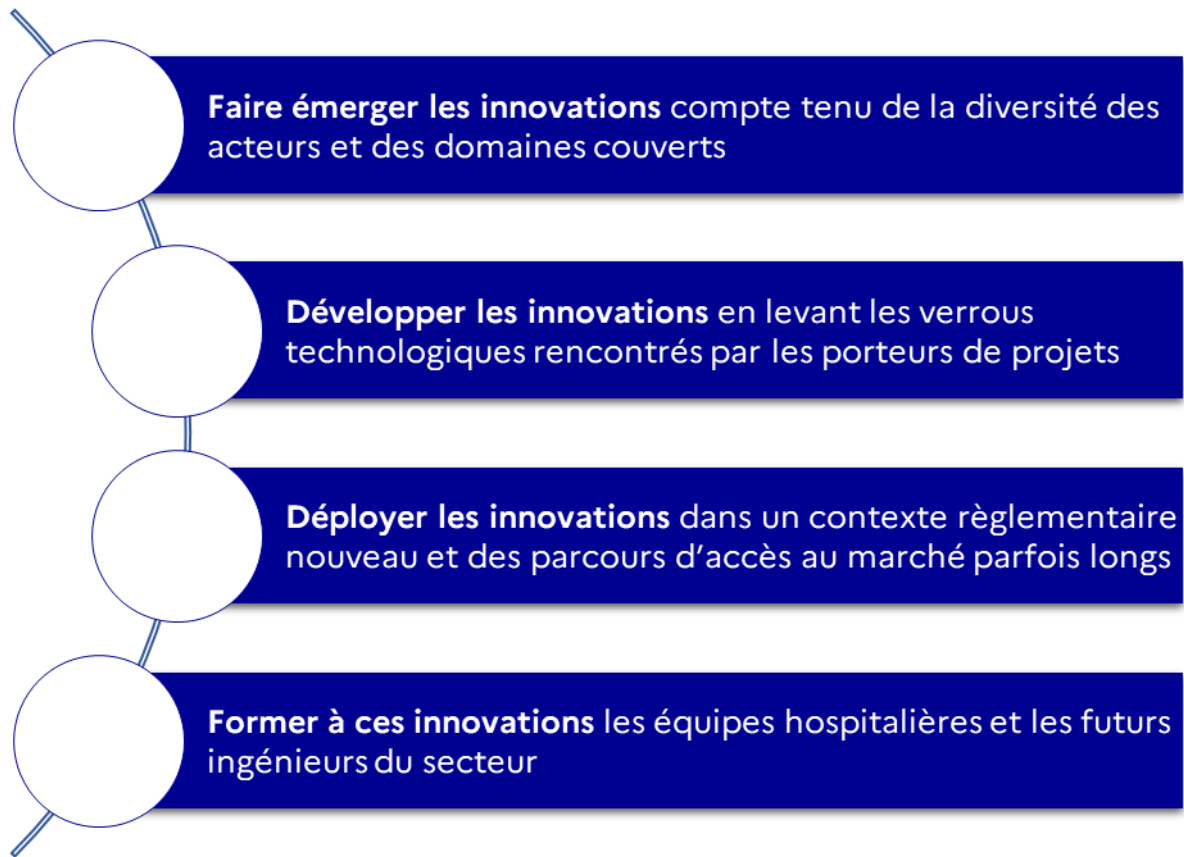 Faire émerger les innovations compte tenu de la diversité des
acteurs et des domaines couverts
Développer les innovations en levant les verrous
technologiques rencontrés par les porteurs de projets
Déployer les innovations dans un contexte règlementaire
nouveau et des parcours d’accès au marché parfois longs
Former à ces innovations les équipes hospitalières et les futurs
ingénieurs du secteur